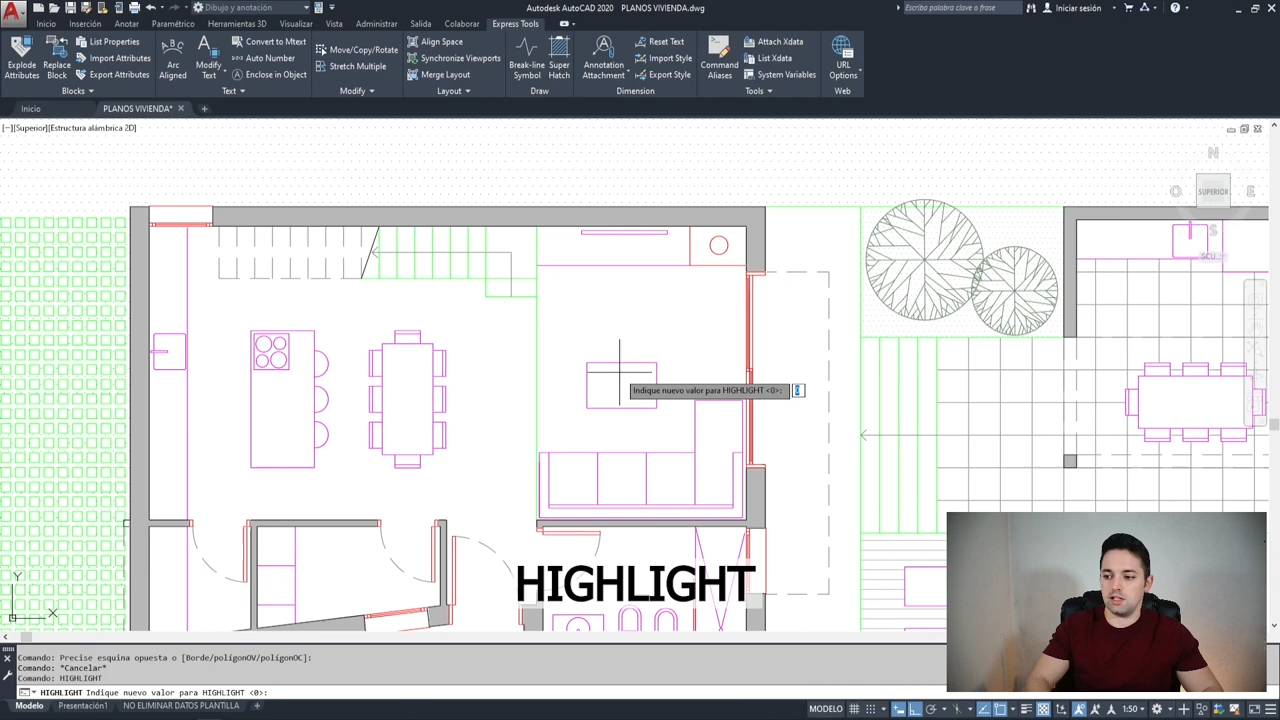 Dibujo y anotación
Autodesk AutoCAD 2020 PLANOS VIVIENDA.dwg
Escriba palabra clave o frase
Iniciar sesión
Inicio Inserción Anotar Paramétrico Herramientas 3D Visualizar Vista Administrar Salida Colaborar Express Tools
Explode Attributes
Replace Block
List Properties
Import Attributes
Export Attributes
Arc Aligned
Modify Text
Convert to Mtext
Auto Number
Enclose in Object
Move/Copy/Rotate
Stretch Multiple
Align Space
Synchronize Viewports
Merge Layout
Break-line Symbol
Super Hatch
Annotation Attachment
Reset Text
Import Style
Export Style
Command Aliases
Attach Xdata
List Xdata
System Variables
URL Options
Blocks Text Modify Layout Draw Dimension Tools Web
Inicio PLANOS VIVIENDA*
[−][Superior][Estructura alámbrica 2D]
N
O SUPERIOR E
S
SCU
Indique nuevo valor para HIGHLIGHT <0>: 0
HIGHLIGHT
Y
X
Comando: Precise esquina opuesta o [Borde/polígonOV/polígonOC]:
Comando: *Cancelar*
Comando: HIGHLIGHT
HIGHLIGHT Indique nuevo valor para HIGHLIGHT <0>:
Modelo Presentación1 NO ELIMINAR DATOS PLANTILLA
MODELO
1:50